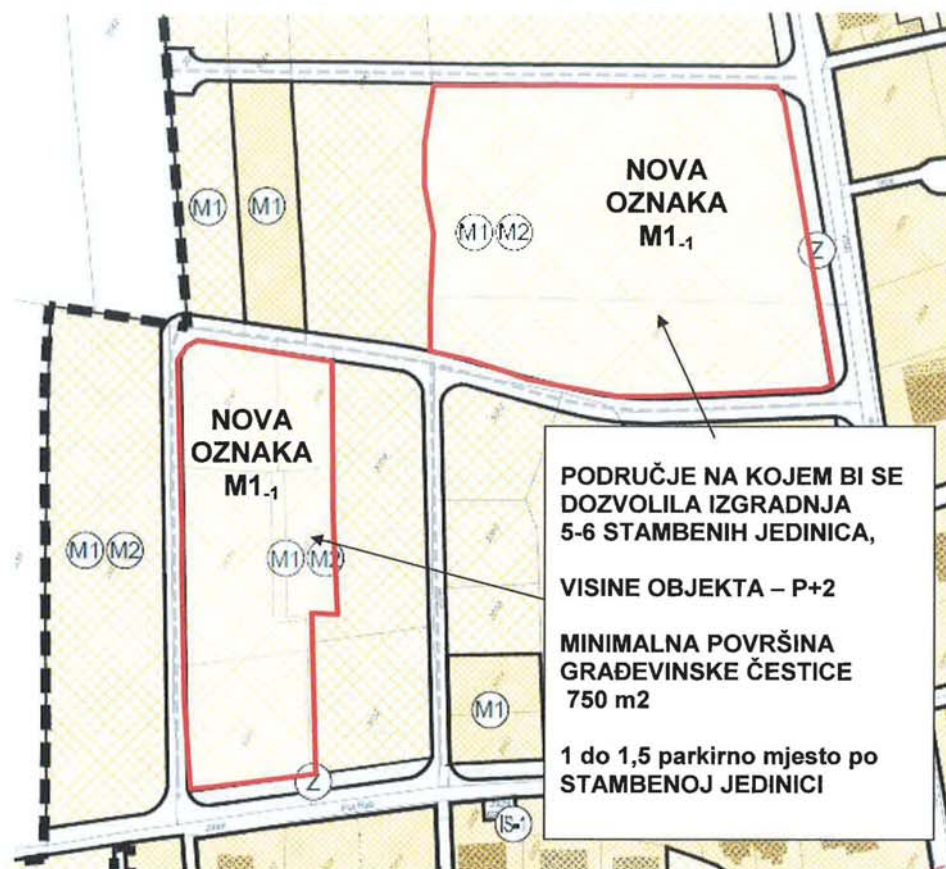 NOVA
OZNAKA
M1.₁
M1
M1
M1 M2
Z
NOVA
OZNAKA
M1.₁
M1 M2
M1 M2
PODRUČJE NA KOJEM BI SE
DOZVOLILA IZGRADNJA
5-6 STAMBENIH JEDINICA,
VISINE OBJEKTA – P+2
MINIMALNA POVRŠINA
GRAĐEVINSKE ČESTICE
750 m2
1 do 1,5 parkirno mjesto po
STAMBENOJ JEDINICI
M1
Z
IS-1